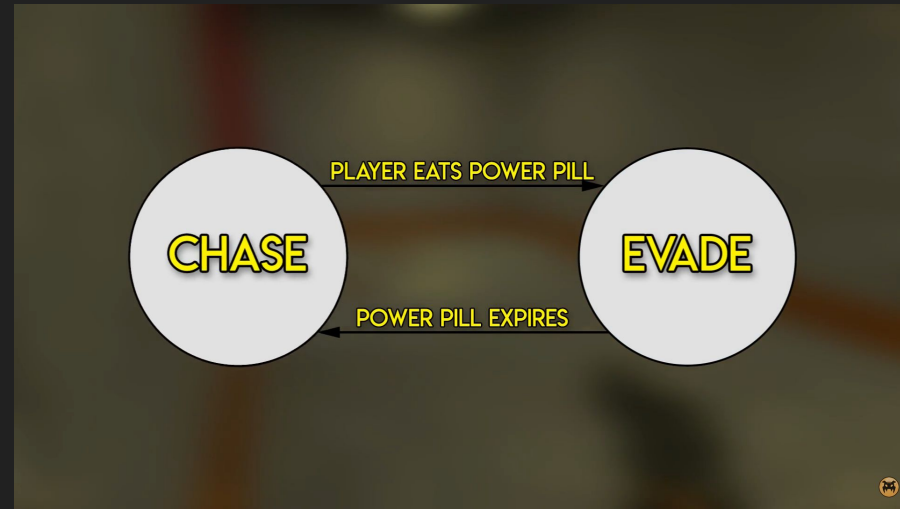 PLAYER EATS POWER PILL
CHASE
EVADE
POWER PILL EXPIRES